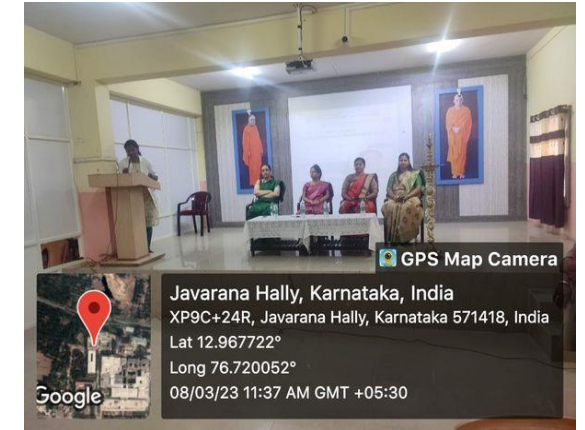 GPS Map Camera
Javarana Hally, Karnataka, India
XP9C+24R, Javarana Hally, Karnataka 571418, India
Lat 12.967722°
Long 76.720052°
08/03/23 11:37 AM GMT +05:30
Google